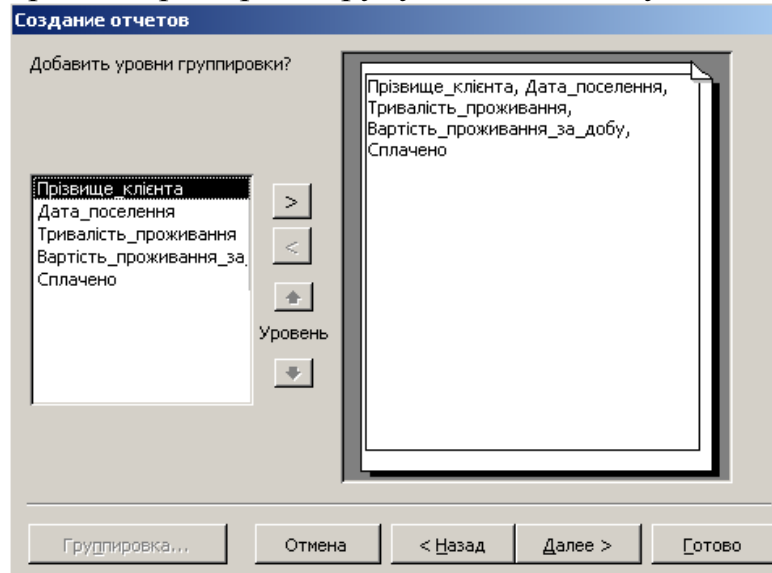 Создание отчетов
Добавить уровни группировки?
Прізвище_клієнта, Дата_поселення,
Тривалість_проживання,
Вартість_проживання_за_добу,
Сплачено
Прізвище_клієнта
Дата_поселення
Тривалість_проживання
Вартість_проживання_за_
Сплачено
>
<
Уровень
Группировка...
Отмена
< Назад
Далее >
Готово